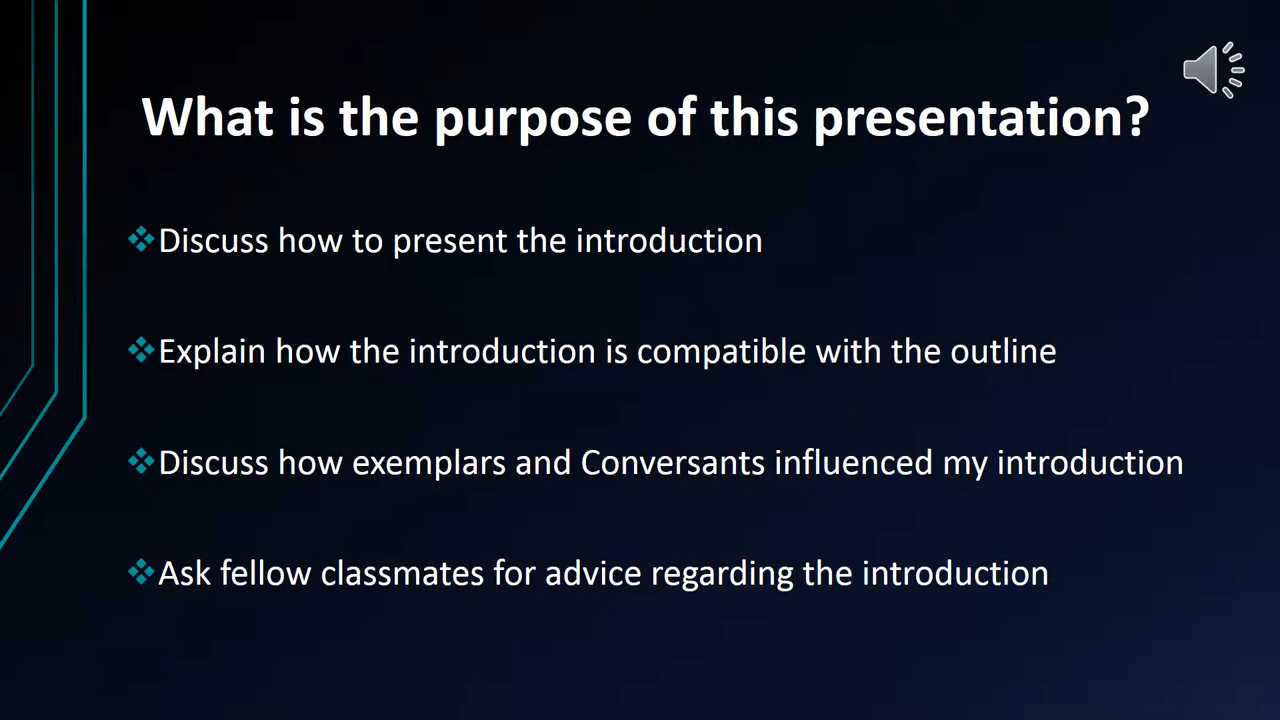 What is the purpose of this presentation?
Discuss how to present the introduction
Explain how the introduction is compatible with the outline
Discuss how exemplars and Conversants influenced my introduction
Ask fellow classmates for advice regarding the introduction